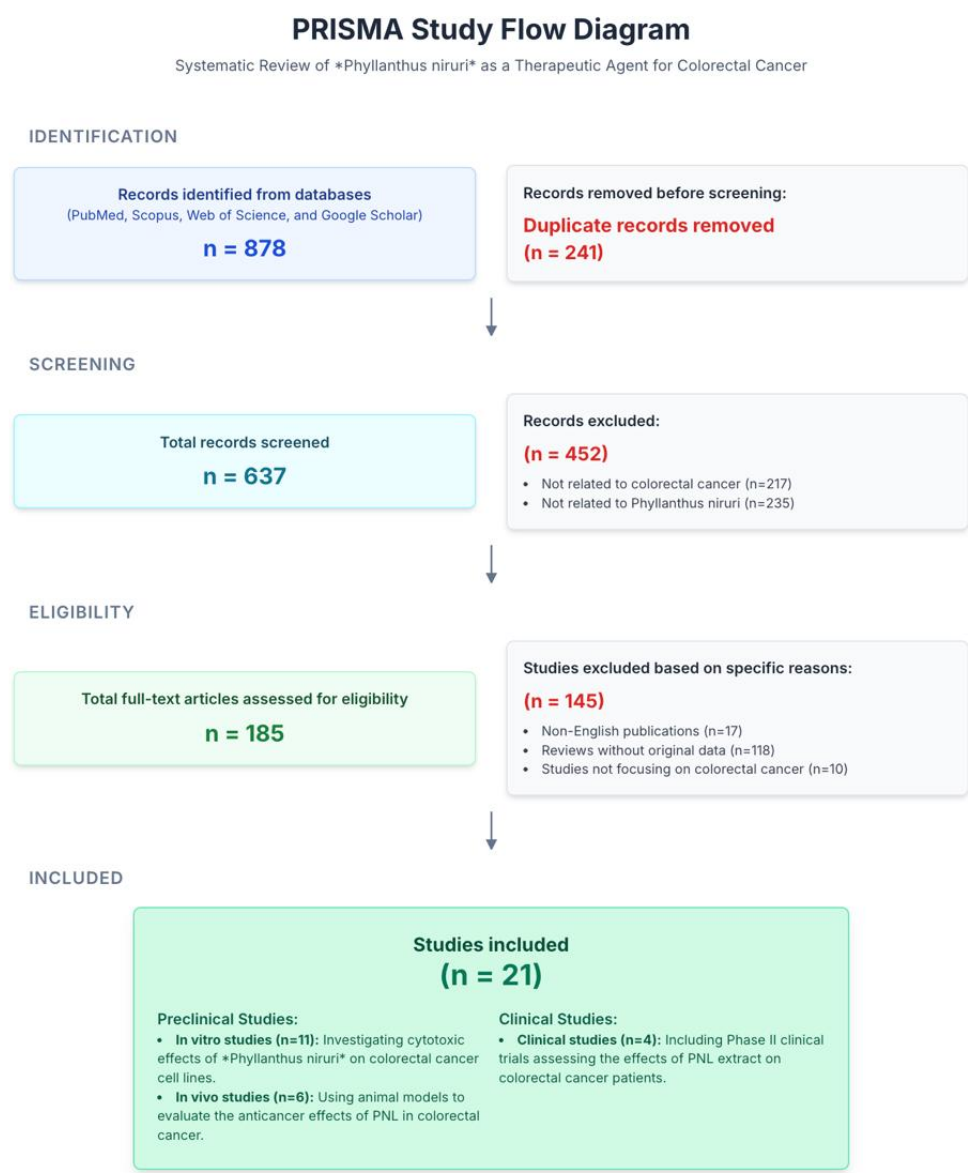 PRISMA Study Flow Diagram
Systematic Review of *Phyllanthus niruri* as a Therapeutic Agent for Colorectal Cancer
IDENTIFICATION
Records identified from databases
(PubMed, Scopus, Web of Science, and Google Scholar)
n = 878
Records removed before screening:
Duplicate records removed
(n = 241)
SCREENING
Total records screened
n = 637
Records excluded:
(n = 452)
• Not related to colorectal cancer (n=217)
• Not related to Phyllanthus niruri (n=235)
ELIGIBILITY
Total full-text articles assessed for eligibility
n = 185
Studies excluded based on specific reasons:
(n = 145)
• Non-English publications (n=17)
• Reviews without original data (n=118)
• Studies not focusing on colorectal cancer (n=10)
INCLUDED
Studies included
(n = 21)
Preclinical Studies:
• In vitro studies (n=11): Investigating cytotoxic
effects of *Phyllanthus niruri* on colorectal cancer
cell lines.
• In vivo studies (n=6): Using animal models to
evaluate the anticancer effects of PNL in colorectal
cancer.
Clinical Studies:
• Clinical studies (n=4): Including Phase II clinical
trials assessing the effects of PNL extract on
colorectal cancer patients.